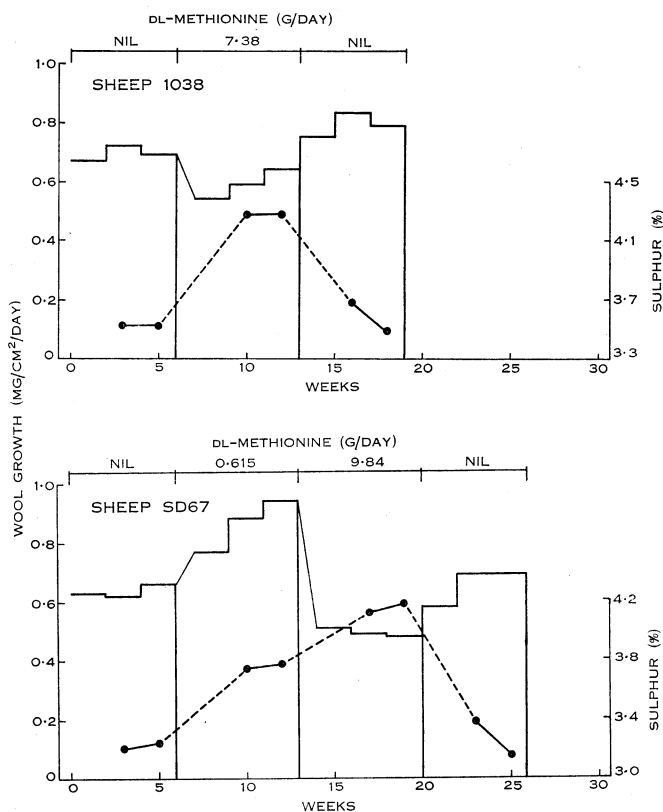 DL-METHIONINE (G/DAY)
NIL 7·38 NIL
1·0
SHEEP 1038
0·8
0·6 4·5
0·4 4·1
0·2 3·7
0 3·3
0 5 10 15 20 25 30
WEEKS
SULPHUR (%)
WOOL GROWTH (MG/CM²/DAY)
DL-METHIONINE (G/DAY)
NIL 0·615 9·84 NIL
1·0
SHEEP SD67
0·8
0·6 4·2
0·4 3·8
0·2 3·4
0 3·0
0 5 10 15 20 25 30
WEEKS
SULPHUR (%)